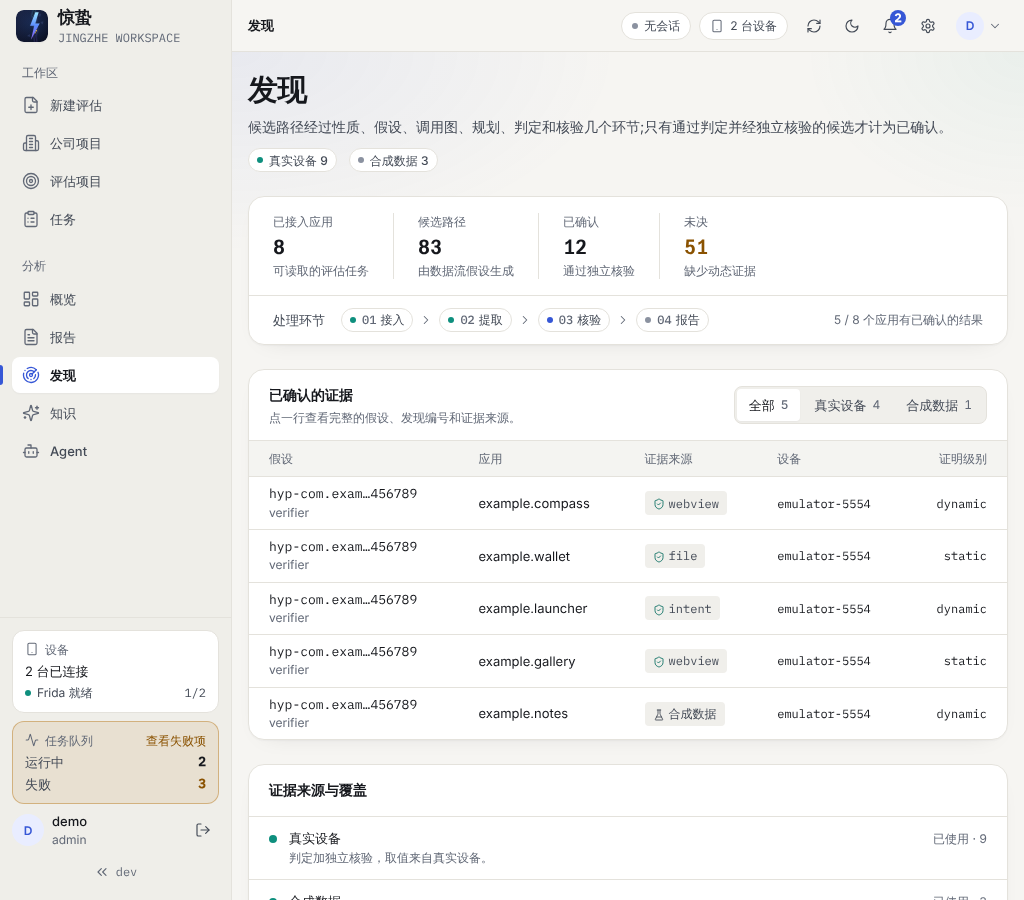 惊蛰
JINGZHE WORKSPACE
工作区
新建评估
公司项目
评估项目
任务
分析
概览
报告
发现
知识
Agent
设备
2 台已连接
Frida 就绪 1/2
任务队列 查看失败项
运行中 2
失败 3
D demo
admin
dev
发现 无会话 2 台设备 2 D
发现
候选路径经过性质、假设、调用图、规划、判定和核验几个环节;只有通过判定并经独立核验的候选才计为已确认。
真实设备 9 合成数据 3
已接入应用 候选路径 已确认 未决
8 83 12 51
可读取的评估任务 由数据流假设生成 通过独立核验 缺少动态证据
处理环节 01 接入 02 提取 03 核验 04 报告 5 / 8 个应用有已确认的结果
已确认的证据
点一行查看完整的假设、发现编号和证据来源。
全部 5 真实设备 4 合成数据 1
假设 应用 证据来源 设备 证明级别
hyp-com.exam…456789 example.compass webview emulator-5554 dynamic
verifier
hyp-com.exam…456789 example.wallet file emulator-5554 static
verifier
hyp-com.exam…456789 example.launcher intent emulator-5554 dynamic
verifier
hyp-com.exam…456789 example.gallery webview emulator-5554 static
verifier
hyp-com.exam…456789 example.notes 合成数据 emulator-5554 dynamic
verifier
证据来源与覆盖
真实设备 已使用 · 9
判定加独立核验，取值来自真实设备。
合成数据